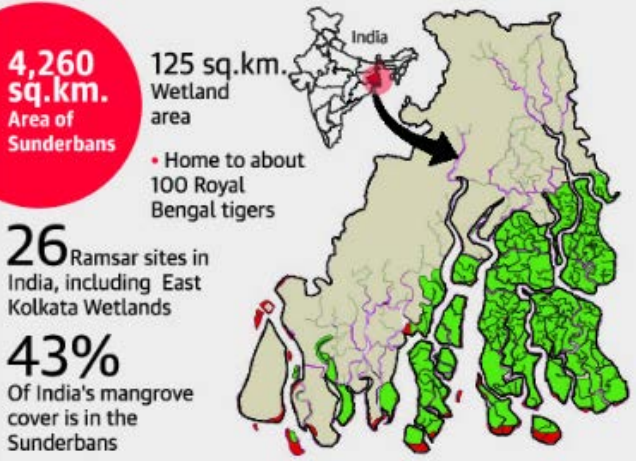 4,260
sq.km.
Area of
Sunderbans
125 sq.km.
Wetland
area
• Home to about
100 Royal
Bengal tigers
India
26 Ramsar sites in
India, including East
Kolkata Wetlands
43%
Of India's mangrove
cover is in the
Sunderbans